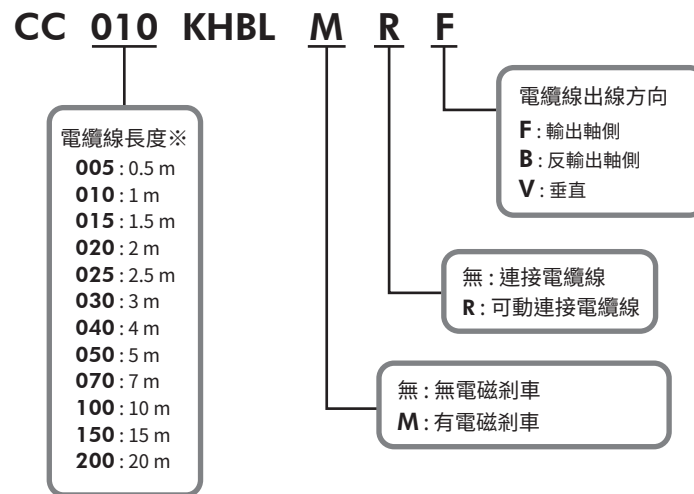 CC 010 KHBL M R F
電纜線長度※
005 : 0.5 m
010 : 1 m
015 : 1.5 m
020 : 2 m
025 : 2.5 m
030 : 3 m
040 : 4 m
050 : 5 m
070 : 7 m
100 : 10 m
150 : 15 m
200 : 20 m
電纜線出線方向
F : 輸出軸側
B : 反輸出軸側
V : 垂直
無 : 連接電纜線
R : 可動連接電纜線
無 : 無電磁剎車
M : 有電磁剎車